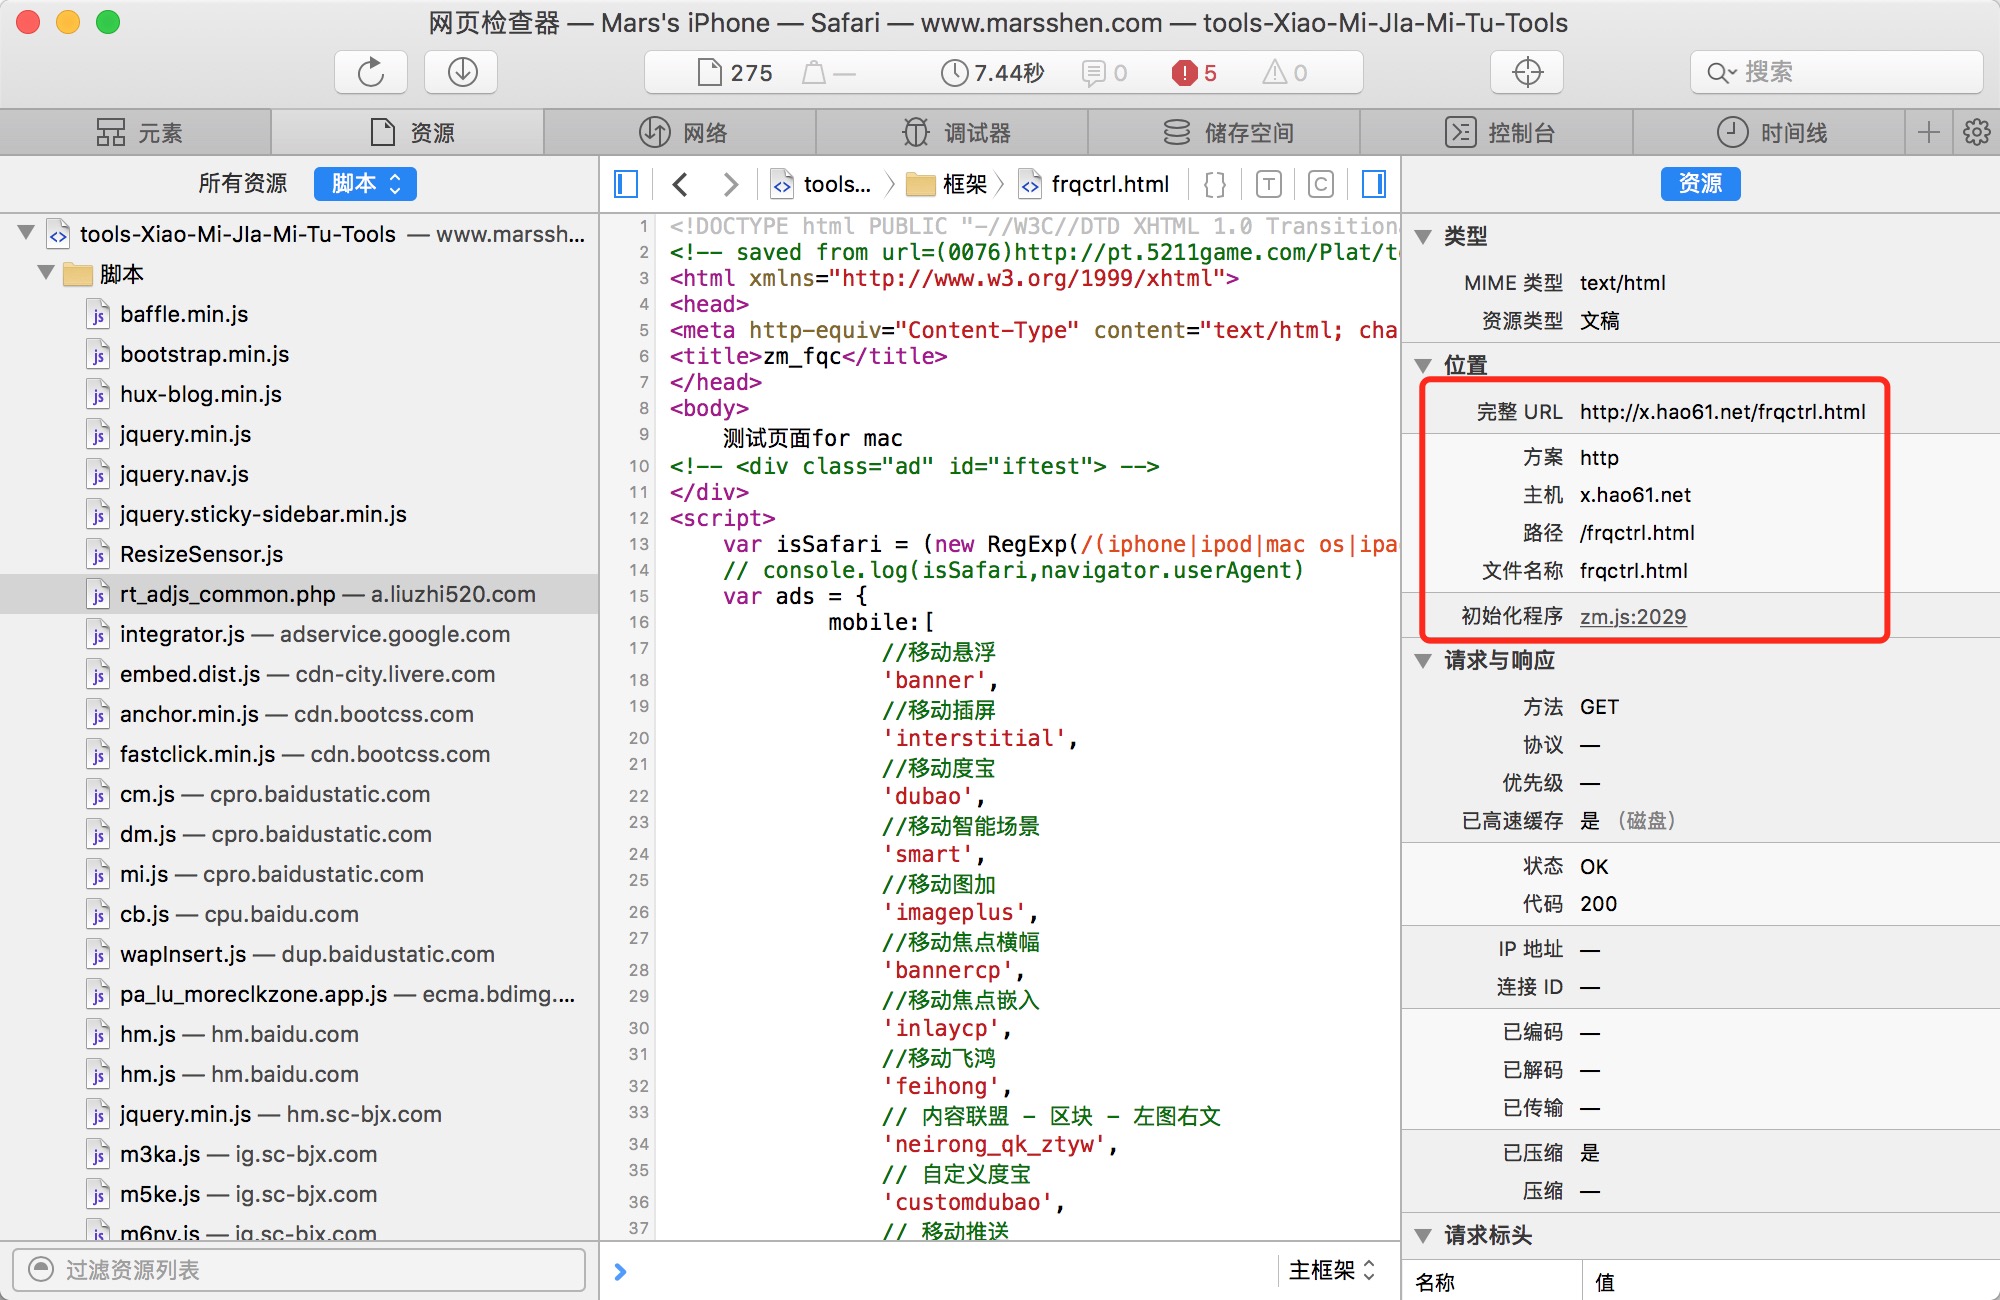 网页检查器 — Mars's iPhone — Safari — www.marsshen.com — tools-Xiao-Mi-JIa-Mi-Tu-Tools
275 — 7.44秒 0 5 0 搜索
元素 资源 网络 调试器 储存空间 控制台 时间线
所有资源 脚本
tools-Xiao-Mi-JIa-Mi-Tu-Tools — www.marssh...
脚本
baffle.min.js
bootstrap.min.js
hux-blog.min.js
jquery.min.js
jquery.nav.js
jquery.sticky-sidebar.min.js
ResizeSensor.js
rt_adjs_common.php — a.liuzhi520.com
integrator.js — adservice.google.com
embed.dist.js — cdn-city.livere.com
anchor.min.js — cdn.bootcss.com
fastclick.min.js — cdn.bootcss.com
cm.js — cpro.baidustatic.com
dm.js — cpro.baidustatic.com
mi.js — cpro.baidustatic.com
cb.js — cpu.baidu.com
wapInsert.js — dup.baidustatic.com
pa_lu_moreclkzone.app.js — ecma.bdimg....
hm.js — hm.baidu.com
hm.js — hm.baidu.com
jquery.min.js — hm.sc-bjx.com
m3ka.js — ig.sc-bjx.com
m5ke.js — ig.sc-bjx.com
m6nv.js — ig.sc-bjx.com
过滤资源列表
tools... 框架 frqctrl.html {} T C
1 <!DOCTYPE html PUBLIC "-//W3C//DTD XHTML 1.0 Transitiona
2 <!-- saved from url=(0076)http://pt.5211game.com/Plat/t
3 <html xmlns="http://www.w3.org/1999/xhtml">
4 <head>
5 <meta http-equiv="Content-Type" content="text/html; cha
6 <title>zm_fqc</title>
7 </head>
8 <body>
9 测试页面for mac
10 <!-- <div class="ad" id="iftest"> -->
11 </div>
12 <script>
13 var isSafari = (new RegExp(/(iphone|ipod|mac os|ipa
14 // console.log(isSafari,navigator.userAgent)
15 var ads = {
16 mobile:[
17 //移动悬浮
18 'banner',
19 //移动插屏
20 'interstitial',
21 //移动度宝
22 'dubao',
23 //移动智能场景
24 'smart',
25 //移动图加
26 'imageplus',
27 //移动焦点横幅
28 'bannercp',
29 //移动焦点嵌入
30 'inlaycp',
31 //移动飞鸿
32 'feihong',
33 // 内容联盟 - 区块 - 左图右文
34 'neirong_qk_ztyw',
35 // 自定义度宝
36 'customdubao',
37 // 移动推送
主框架
资源
类型
MIME 类型 text/html
资源类型 文稿
位置
完整 URL http://x.hao61.net/frqctrl.html
方案 http
主机 x.hao61.net
路径 /frqctrl.html
文件名称 frqctrl.html
初始化程序 zm.js:2029
请求与响应
方法 GET
协议 —
优先级 —
已高速缓存 是 （磁盘）
状态 OK
代码 200
IP 地址 —
连接 ID —
已编码 —
已解码 —
已传输 —
已压缩 是
压缩 —
请求标头
名称 值